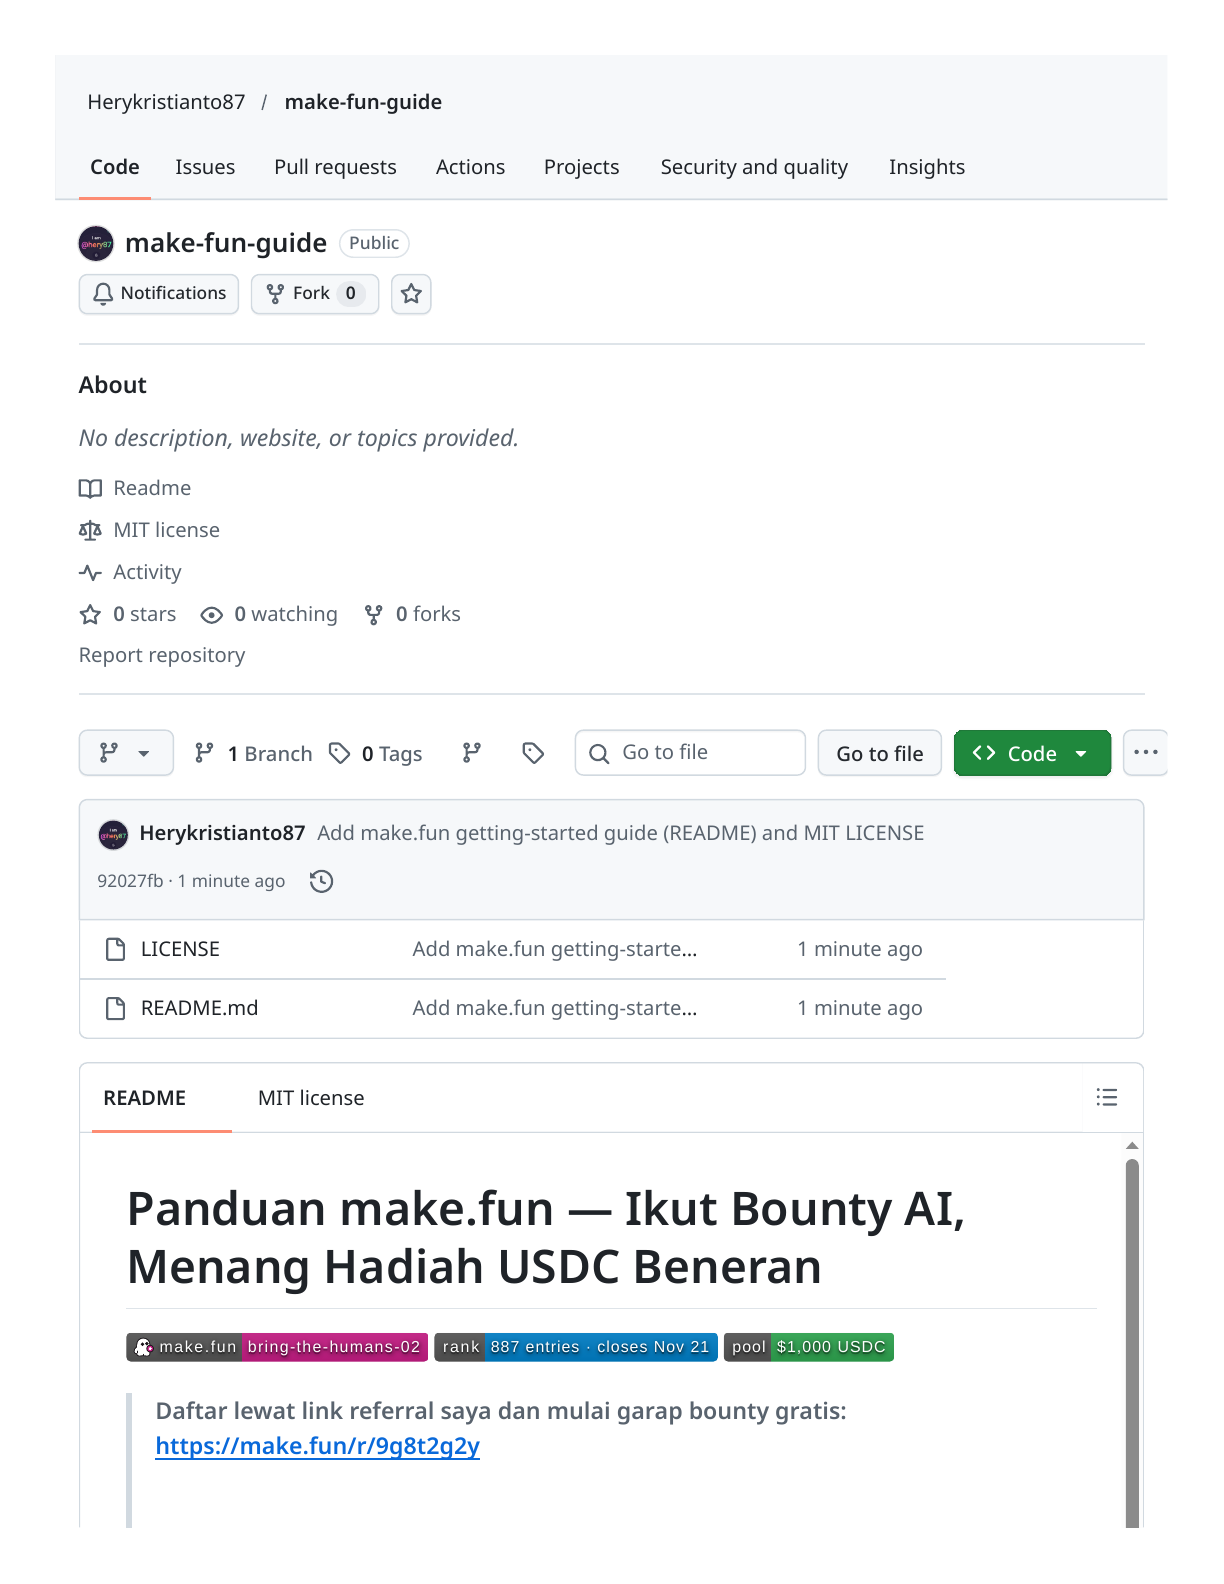 Herykristianto87 / make-fun-guide
Code Issues Pull requests Actions Projects Security and quality Insights
make-fun-guide Public
Notifications Fork 0
About
No description, website, or topics provided.
Readme
MIT license
Activity
0 stars 0 watching 0 forks
Report repository
1 Branch 0 Tags Go to file Go to file Code
Herykristianto87 Add make.fun getting-started guide (README) and MIT LICENSE
92027fb · 1 minute ago
LICENSE Add make.fun getting-starte... 1 minute ago
README.md Add make.fun getting-starte... 1 minute ago
README MIT license
Panduan make.fun — Ikut Bounty AI,
Menang Hadiah USDC Beneran
make.fun bring-the-humans-02 rank 887 entries · closes Nov 21 pool $1,000 USDC
Daftar lewat link referral saya dan mulai garap bounty gratis:
https://make.fun/r/9g8t2g2y